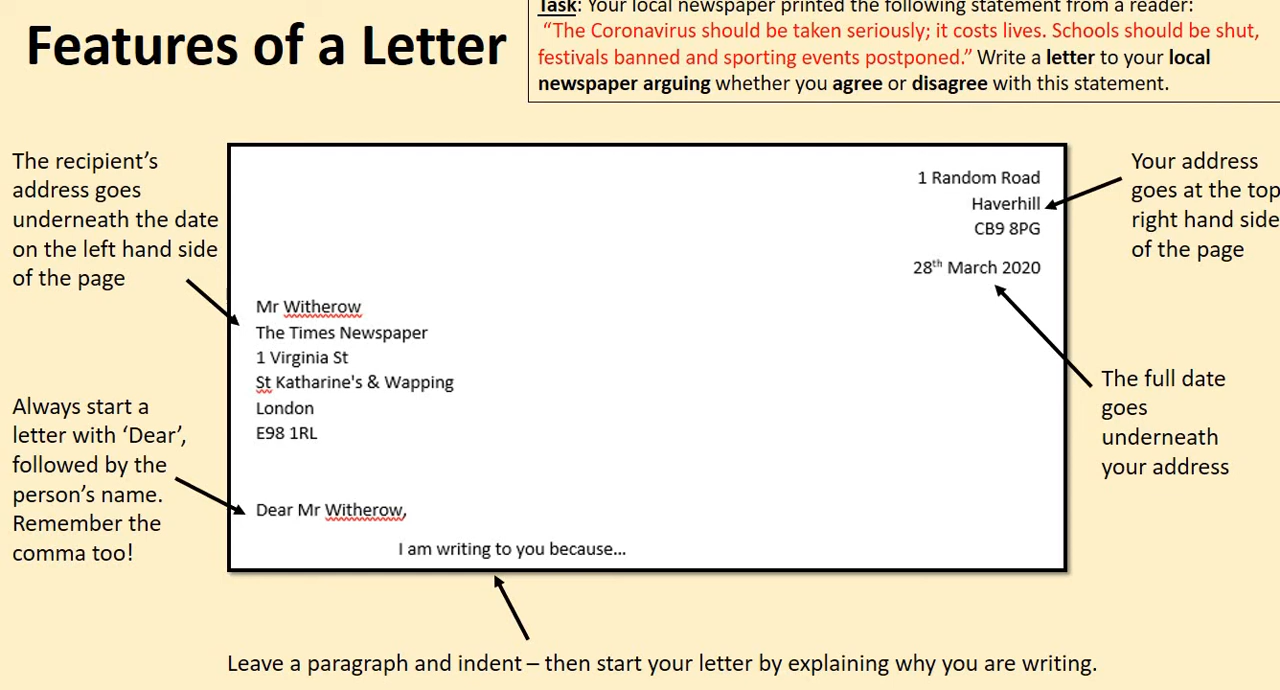 Features of a Letter
Task: Your local newspaper printed the following statement from a reader:
“The Coronavirus should be taken seriously; it costs lives. Schools should be shut,
festivals banned and sporting events postponed.” Write a letter to your local
newspaper arguing whether you agree or disagree with this statement.
The recipient’s
address goes
underneath the date
on the left hand side
of the page
1 Random Road
Haverhill
CB9 8PG
28th March 2020
Your address
goes at the top
right hand side
of the page
Mr Witherow
The Times Newspaper
1 Virginia St
St Katharine's & Wapping
London
E98 1RL
The full date
goes
underneath
your address
Always start a
letter with ‘Dear’,
followed by the
person’s name.
Remember the
comma too!
Dear Mr Witherow,
I am writing to you because...
Leave a paragraph and indent – then start your letter by explaining why you are writing.